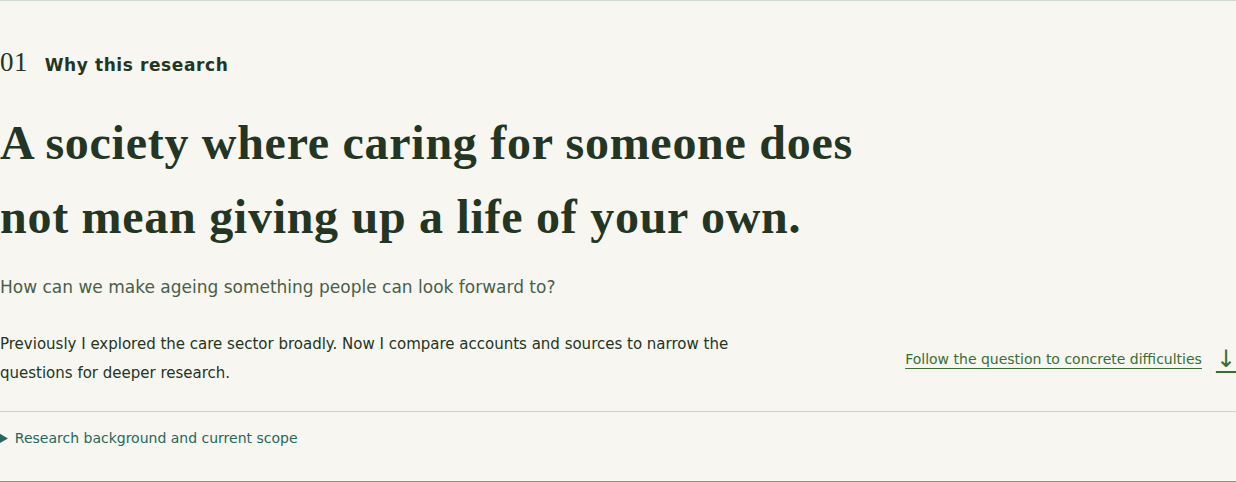 01 Why this research
A society where caring for someone does
not mean giving up a life of your own.
How can we make ageing something people can look forward to?
Previously I explored the care sector broadly. Now I compare accounts and sources to narrow the
questions for deeper research.
Follow the question to concrete difficulties ↓
▶ Research background and current scope